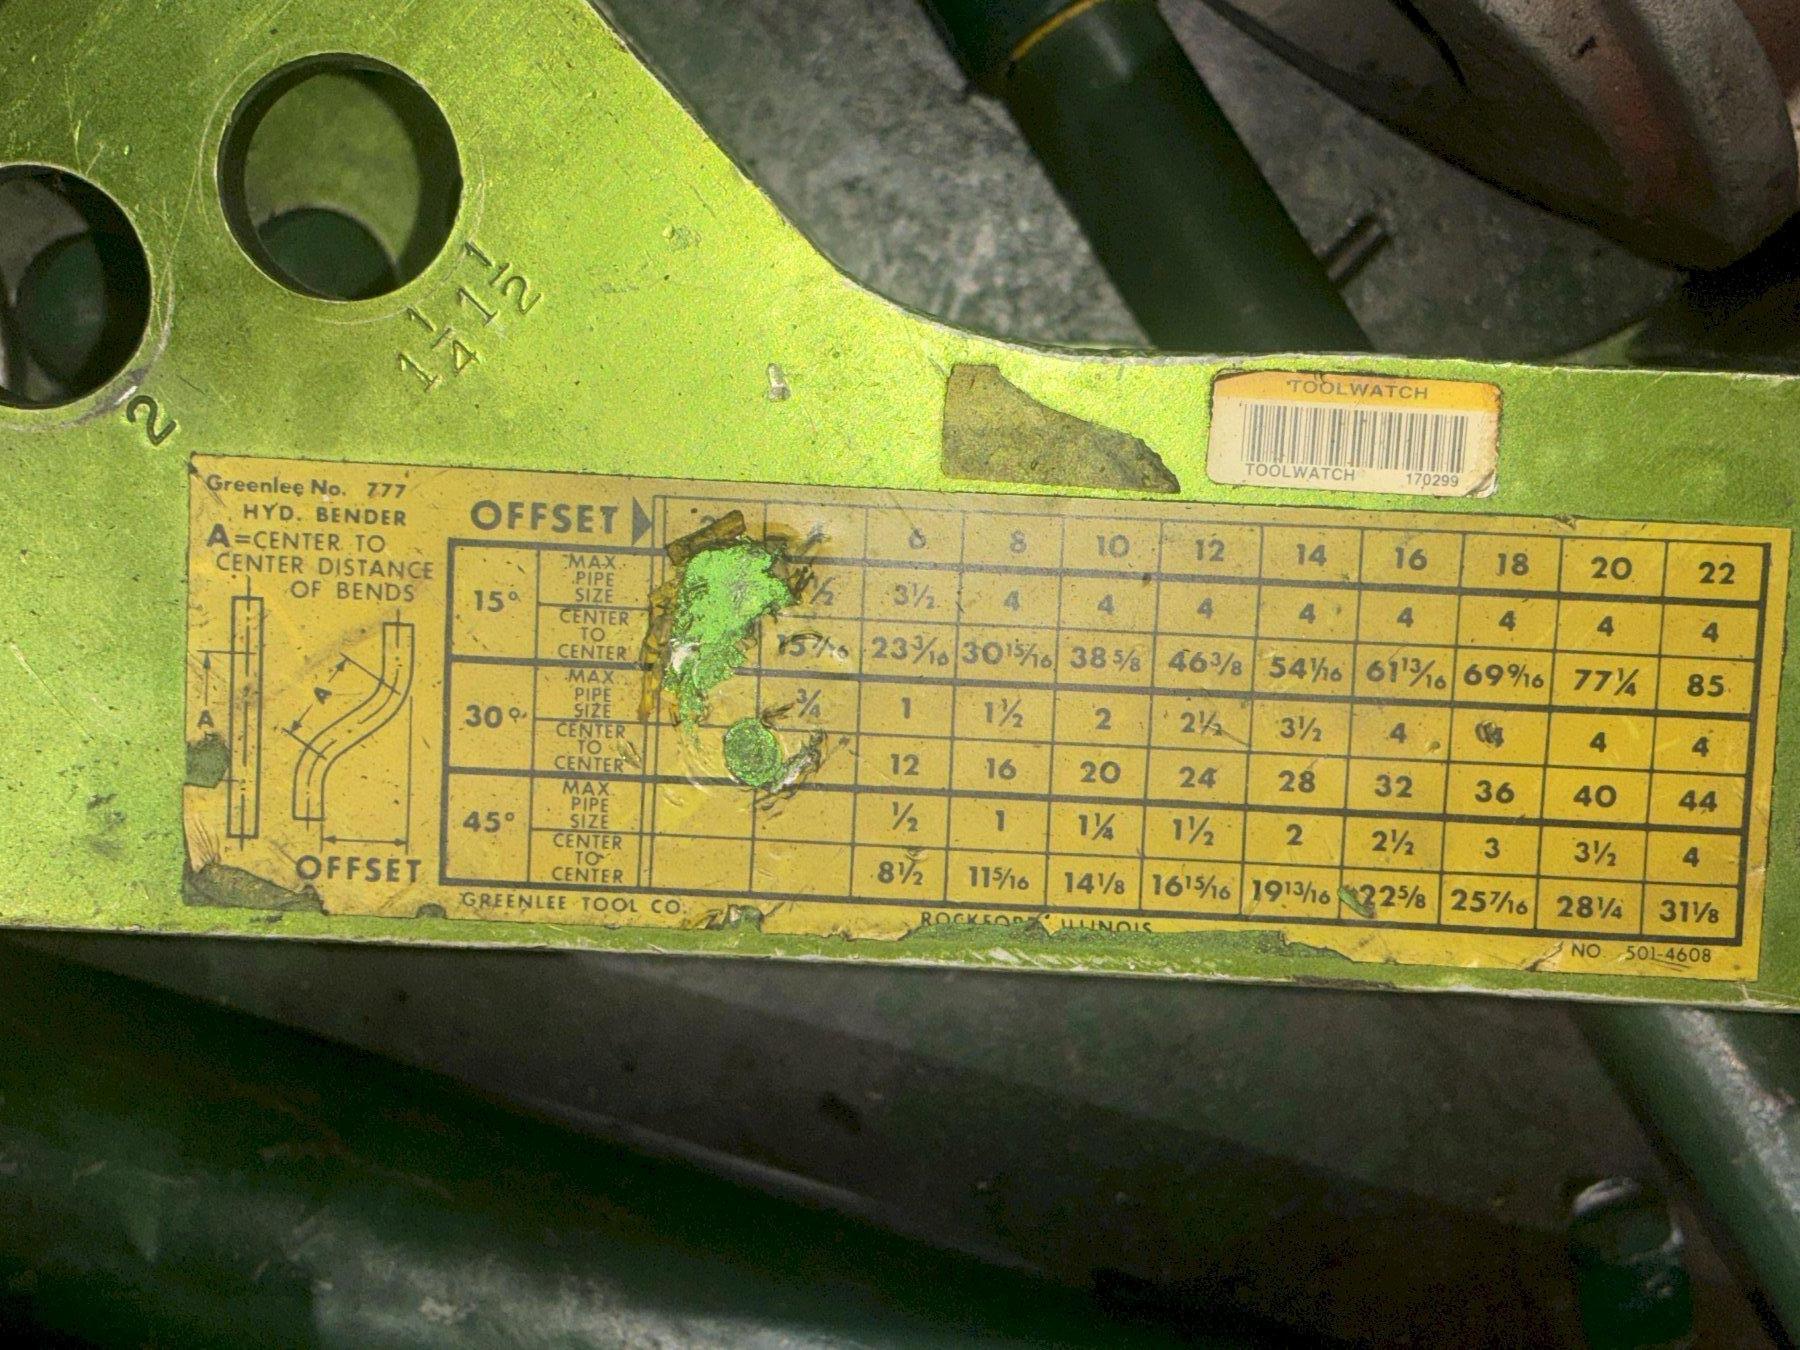 1 1/4 1 1/2
2
TOOLWATCH
TOOLWATCH 170299
Greenlee No. 777
HYD. BENDER
A=CENTER TO
CENTER DISTANCE
OF BENDS
A
A
OFFSET
OFFSET 6 8 10 12 14 16 18 20 22
15° MAX. PIPE SIZE 3½ 4 4 4 4 4 4 4 4
CENTER TO CENTER 15 7/16 23 3/16 30 15/16 38 5/8 46 3/8 54 1/16 61 13/16 69 9/16 77 1/4 85
30° MAX. PIPE SIZE ¾ 1 1½ 2 2½ 3½ 4 4 4 4
CENTER TO CENTER 12 16 20 24 28 32 36 40 44
45° MAX PIPE SIZE ½ 1 1¼ 1½ 2 2½ 3 3½ 4
CENTER TO CENTER 8½ 11 5/16 14 1/8 16 15/16 19 13/16 22 5/8 25 7/16 28 1/4 31 1/8
GREENLEE TOOL CO. ROCKFORD, ILLINOIS
NO 501-4608